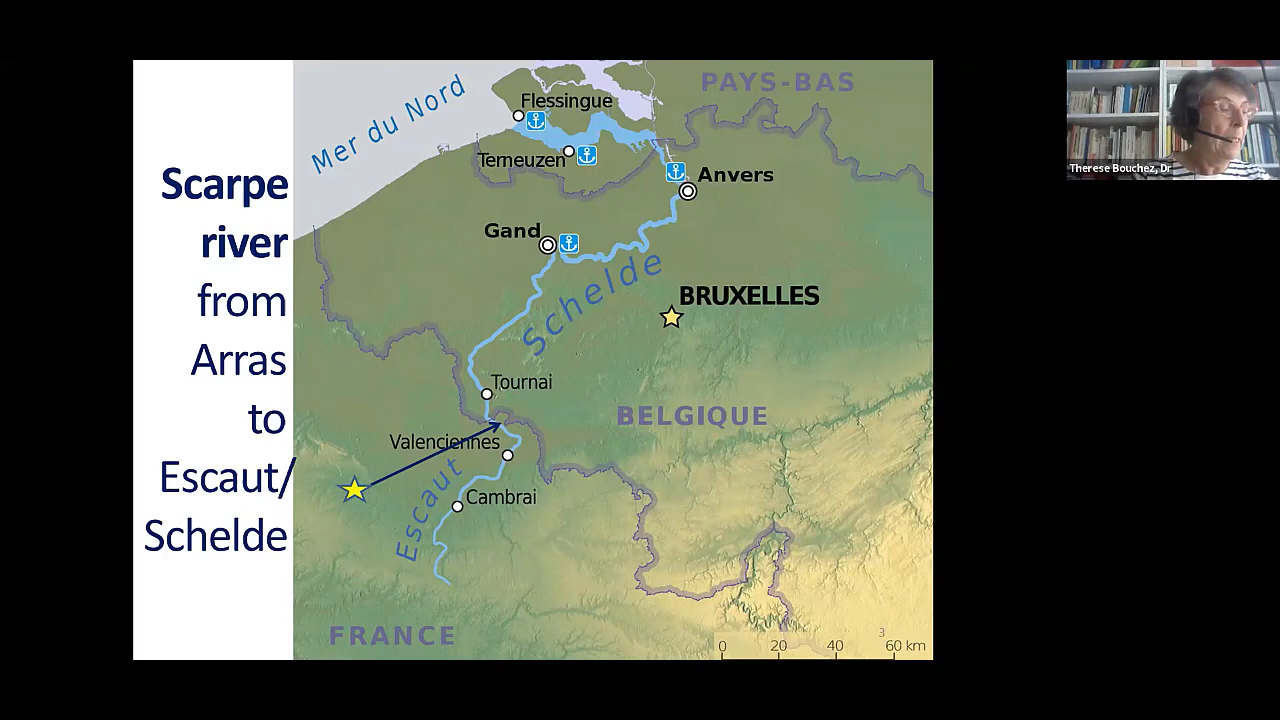 Scarpe
river
from
Arras
to
Escaut/
Schelde
PAYS-BAS
Mer du Nord
Flessingue
Terneuzen
Anvers
Gand
Schelde
BRUXELLES
Tournai
BELGIQUE
Valenciennes
Escaut
Cambrai
FRANCE
3
0 20 40 60 km
Therese Bouchez, Dr